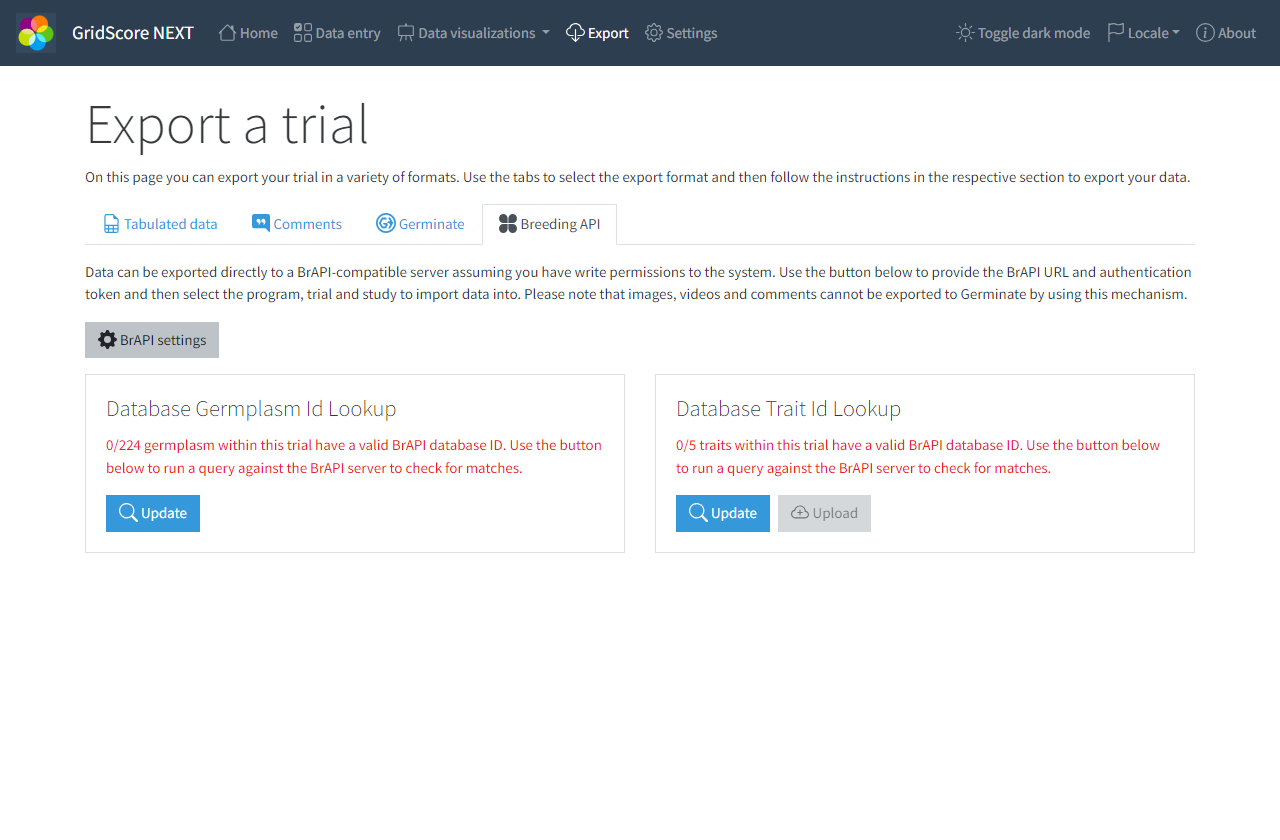 GridScore NEXT Home Data entry Data visualizations Export Settings Toggle dark mode Locale About
Export a trial
On this page you can export your trial in a variety of formats. Use the tabs to select the export format and then follow the instructions in the respective section to export your data.
Tabulated data Comments Germinate Breeding API
Data can be exported directly to a BrAPI-compatible server assuming you have write permissions to the system. Use the button below to provide the BrAPI URL and authentication
token and then select the program, trial and study to import data into. Please note that images, videos and comments cannot be exported to Germinate by using this mechanism.
BrAPI settings
Database Germplasm Id Lookup
0/224 germplasm within this trial have a valid BrAPI database ID. Use the button
below to run a query against the BrAPI server to check for matches.
Update
Database Trait Id Lookup
0/5 traits within this trial have a valid BrAPI database ID. Use the button below
to run a query against the BrAPI server to check for matches.
Update Upload